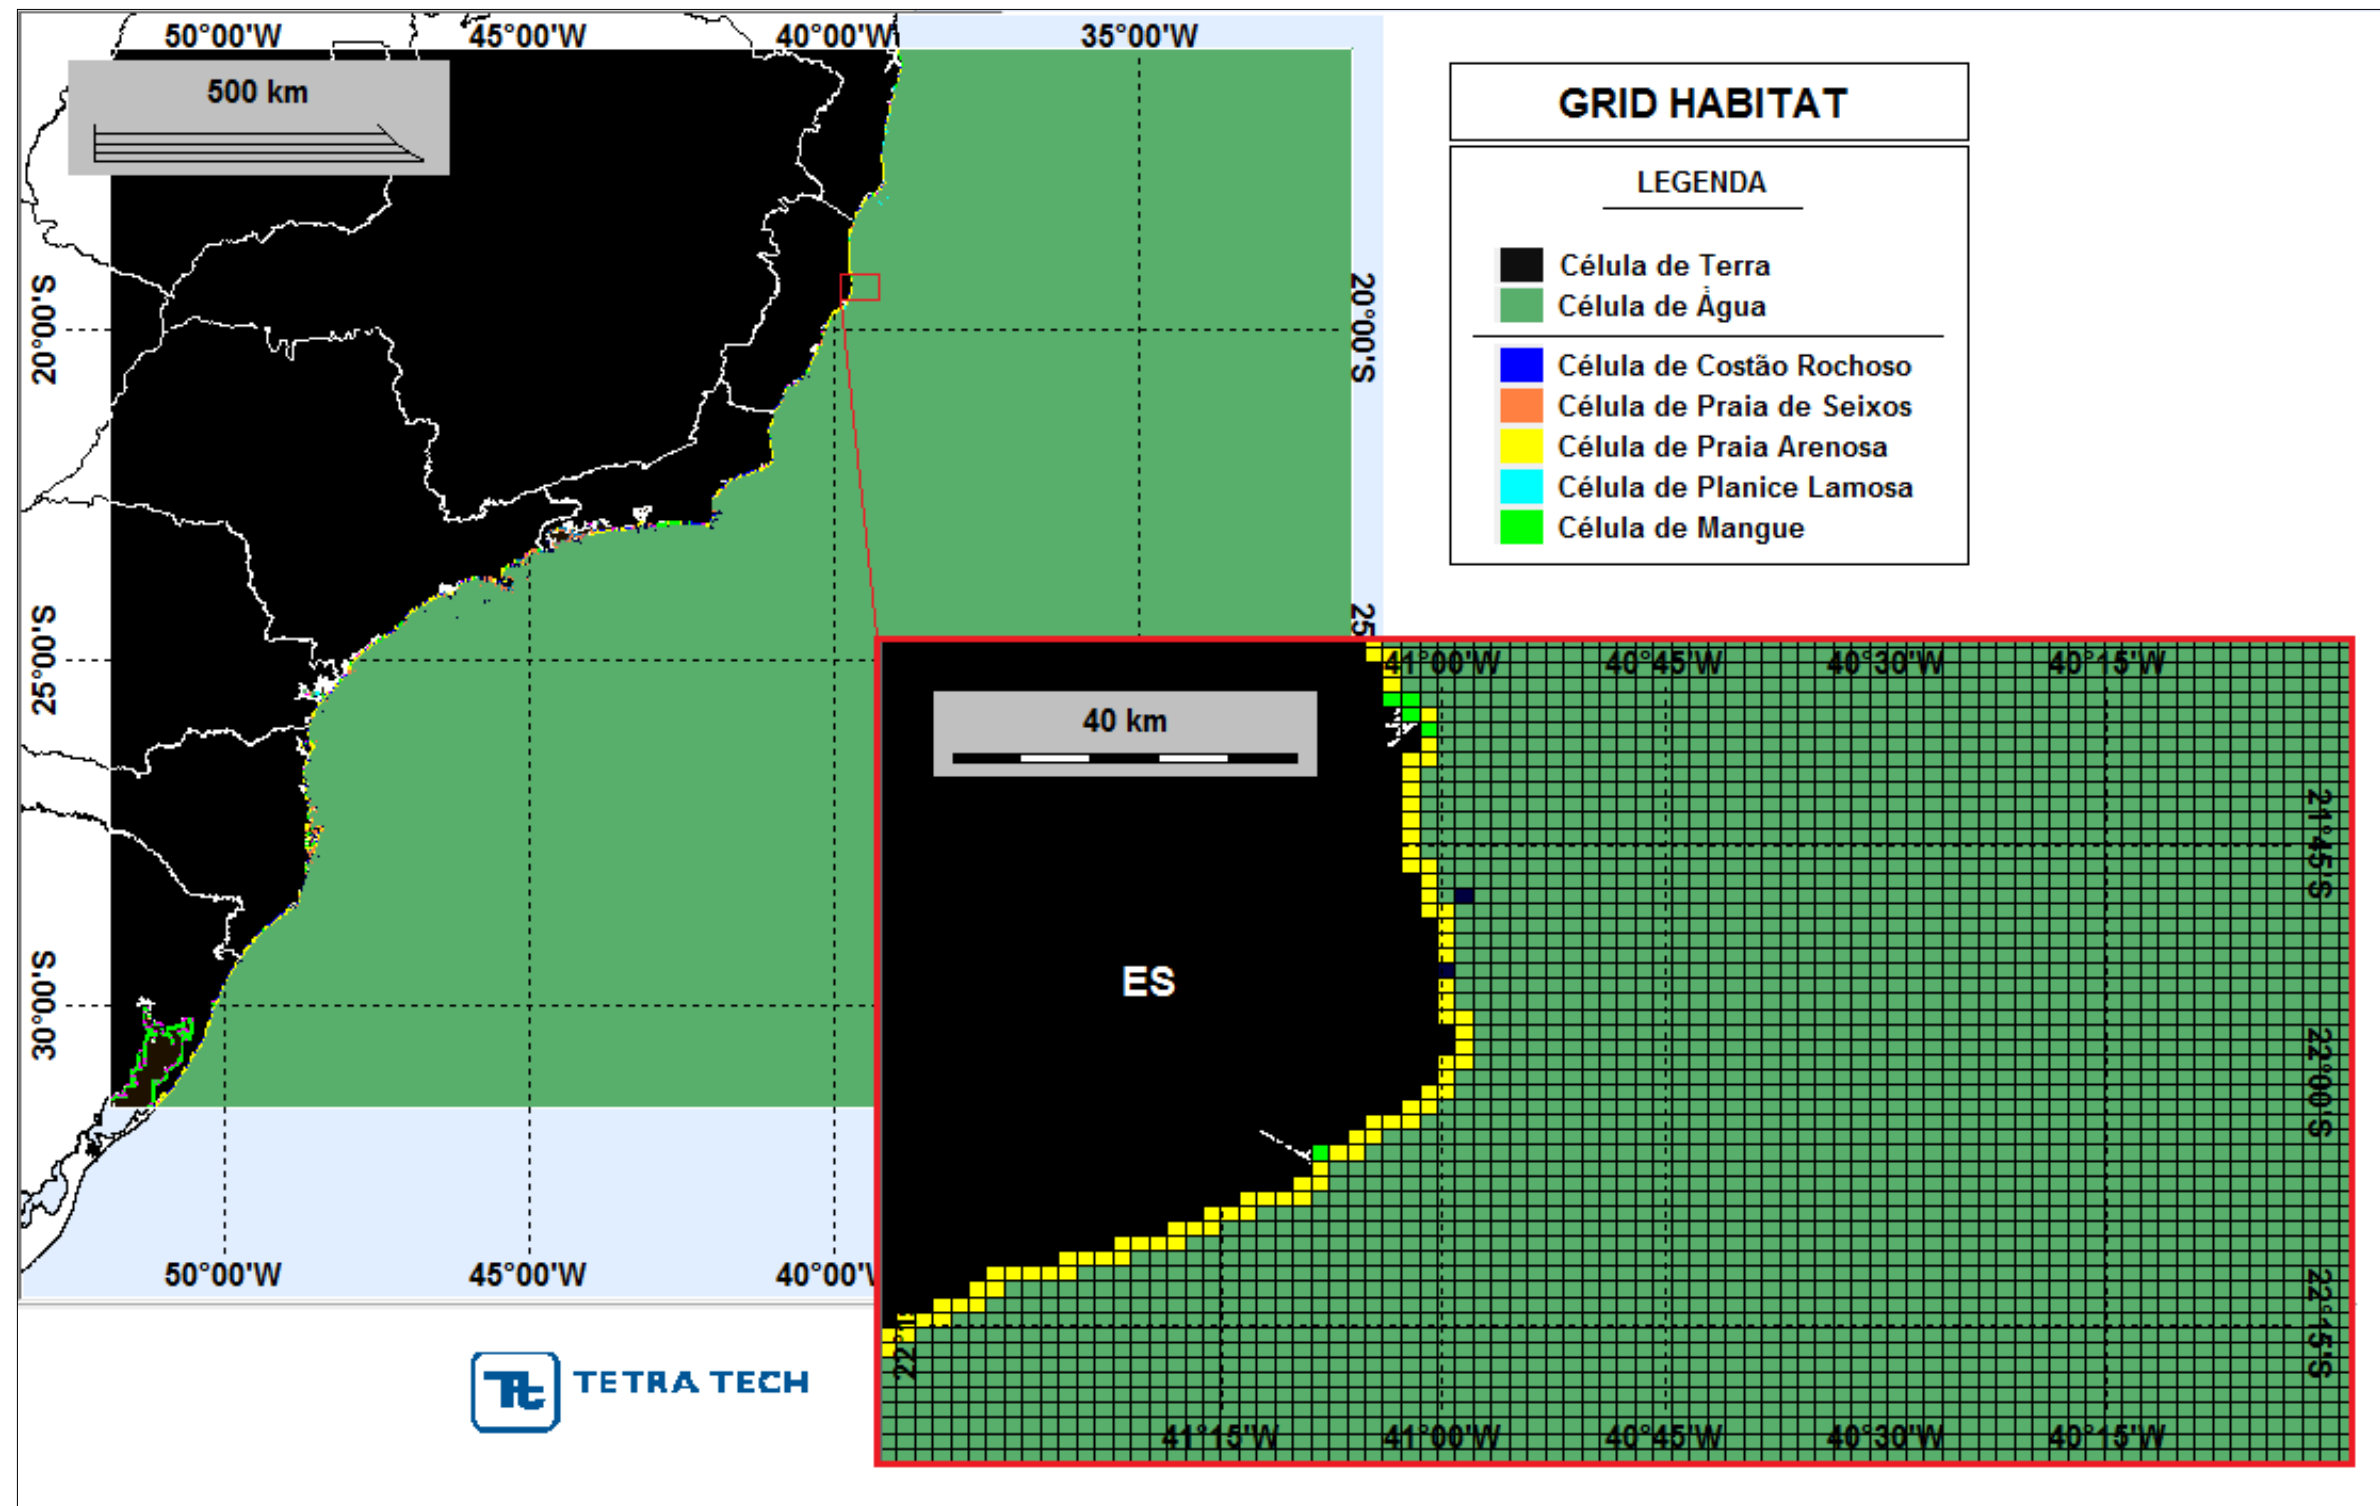 50°00'W 45°00'W 40°00'W 35°00'W
500 km
20°00'S
25°00'S
30°00'S
20°00'S
25
50°00'W 45°00'W 40°00'W
GRID HABITAT
LEGENDA
Célula de Terra
Célula de Água
Célula de Costão Rochoso
Célula de Praia de Seixos
Célula de Praia Arenosa
Célula de Planice Lamosa
Célula de Mangue
41°00'W 40°45'W 40°30'W 40°15'W
40 km
ES
21°45'S
22°00'S
22°15'S
41°15'W 41°00'W 40°45'W 40°30'W 40°15'W
Tt TETRA TECH